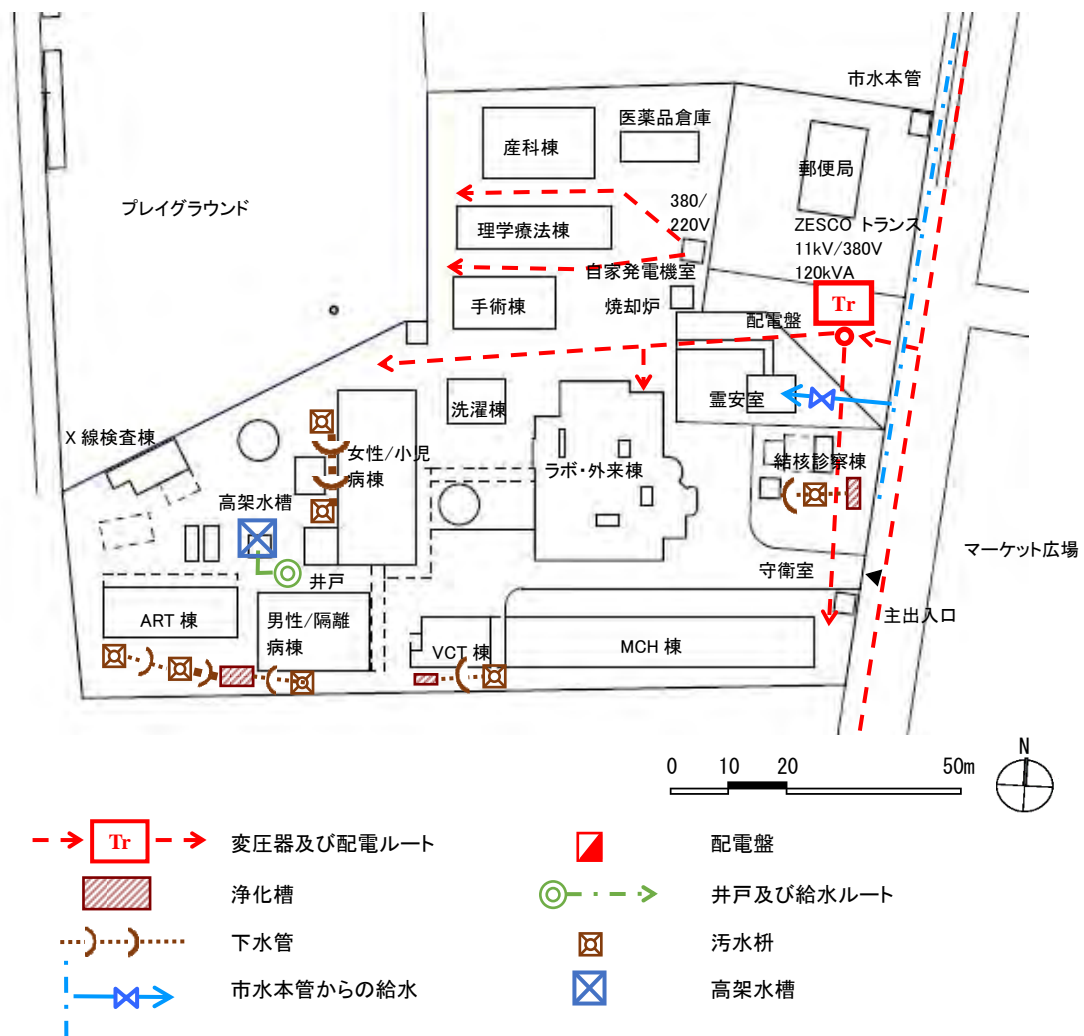 市水本管
医薬品倉庫
産科棟
郵便局
プレイグラウンド
380/
220V
理学療法棟
ZESCO トランス
11kV/380V
120kVA
自家発電機室
焼却炉
手術棟
Tr
配電盤
霊安室
洗濯棟
X 線検査棟
女性/小児
病棟
ラボ・外来棟
結核診察棟
高架水槽
マーケット広場
守衛室
井戸
主出入口
ART 棟
男性/隔離
病棟
VCT 棟
MCH 棟
0 10 20 50m
N
Tr
変圧器及び配電ルート
配電盤
浄化槽
井戸及び給水ルート
下水管
汚水枡
市水本管からの給水
高架水槽